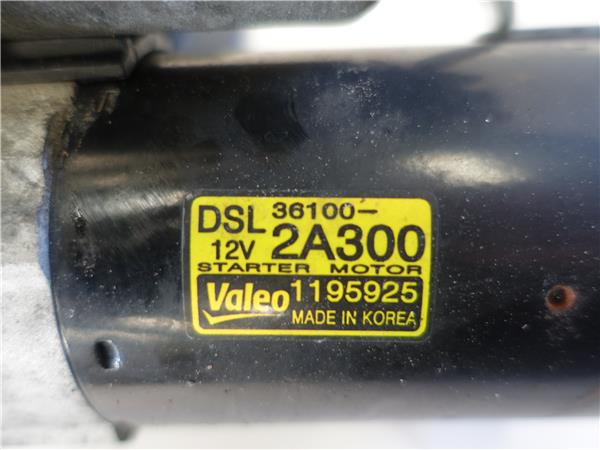 DSL 36100-
12V 2A300
STARTER MOTOR
Valeo 1195925
MADE IN KOREA